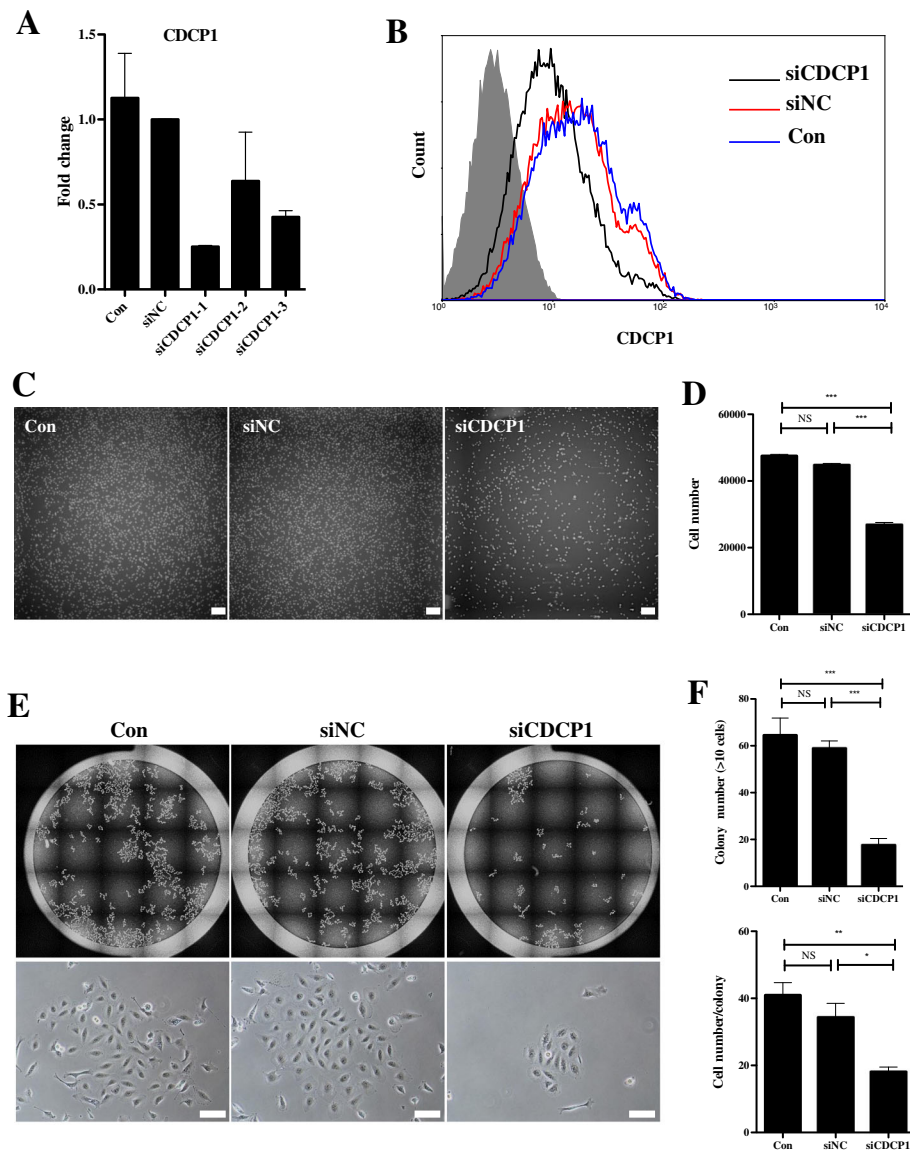 A
CDCP1
Fold change
1.5
1.0
0.5
0.0
Con
siNC
siCDCP1-1
siCDCP1-2
siCDCP1-3
B
Count
siCDCP1
siNC
Con
10⁰
10¹
10²
10³
10⁴
CDCP1
C
Con
siNC
siCDCP1
D
Cell number
60000
40000
20000
0
***
NS
***
Con
siNC
siCDCP1
E
Con
siNC
siCDCP1
F
Colony number (>10 cells)
80
60
40
20
0
***
NS
***
Con
siNC
siCDCP1
Cell number/colony
60
40
20
0
**
NS
*
Con
siNC
siCDCP1